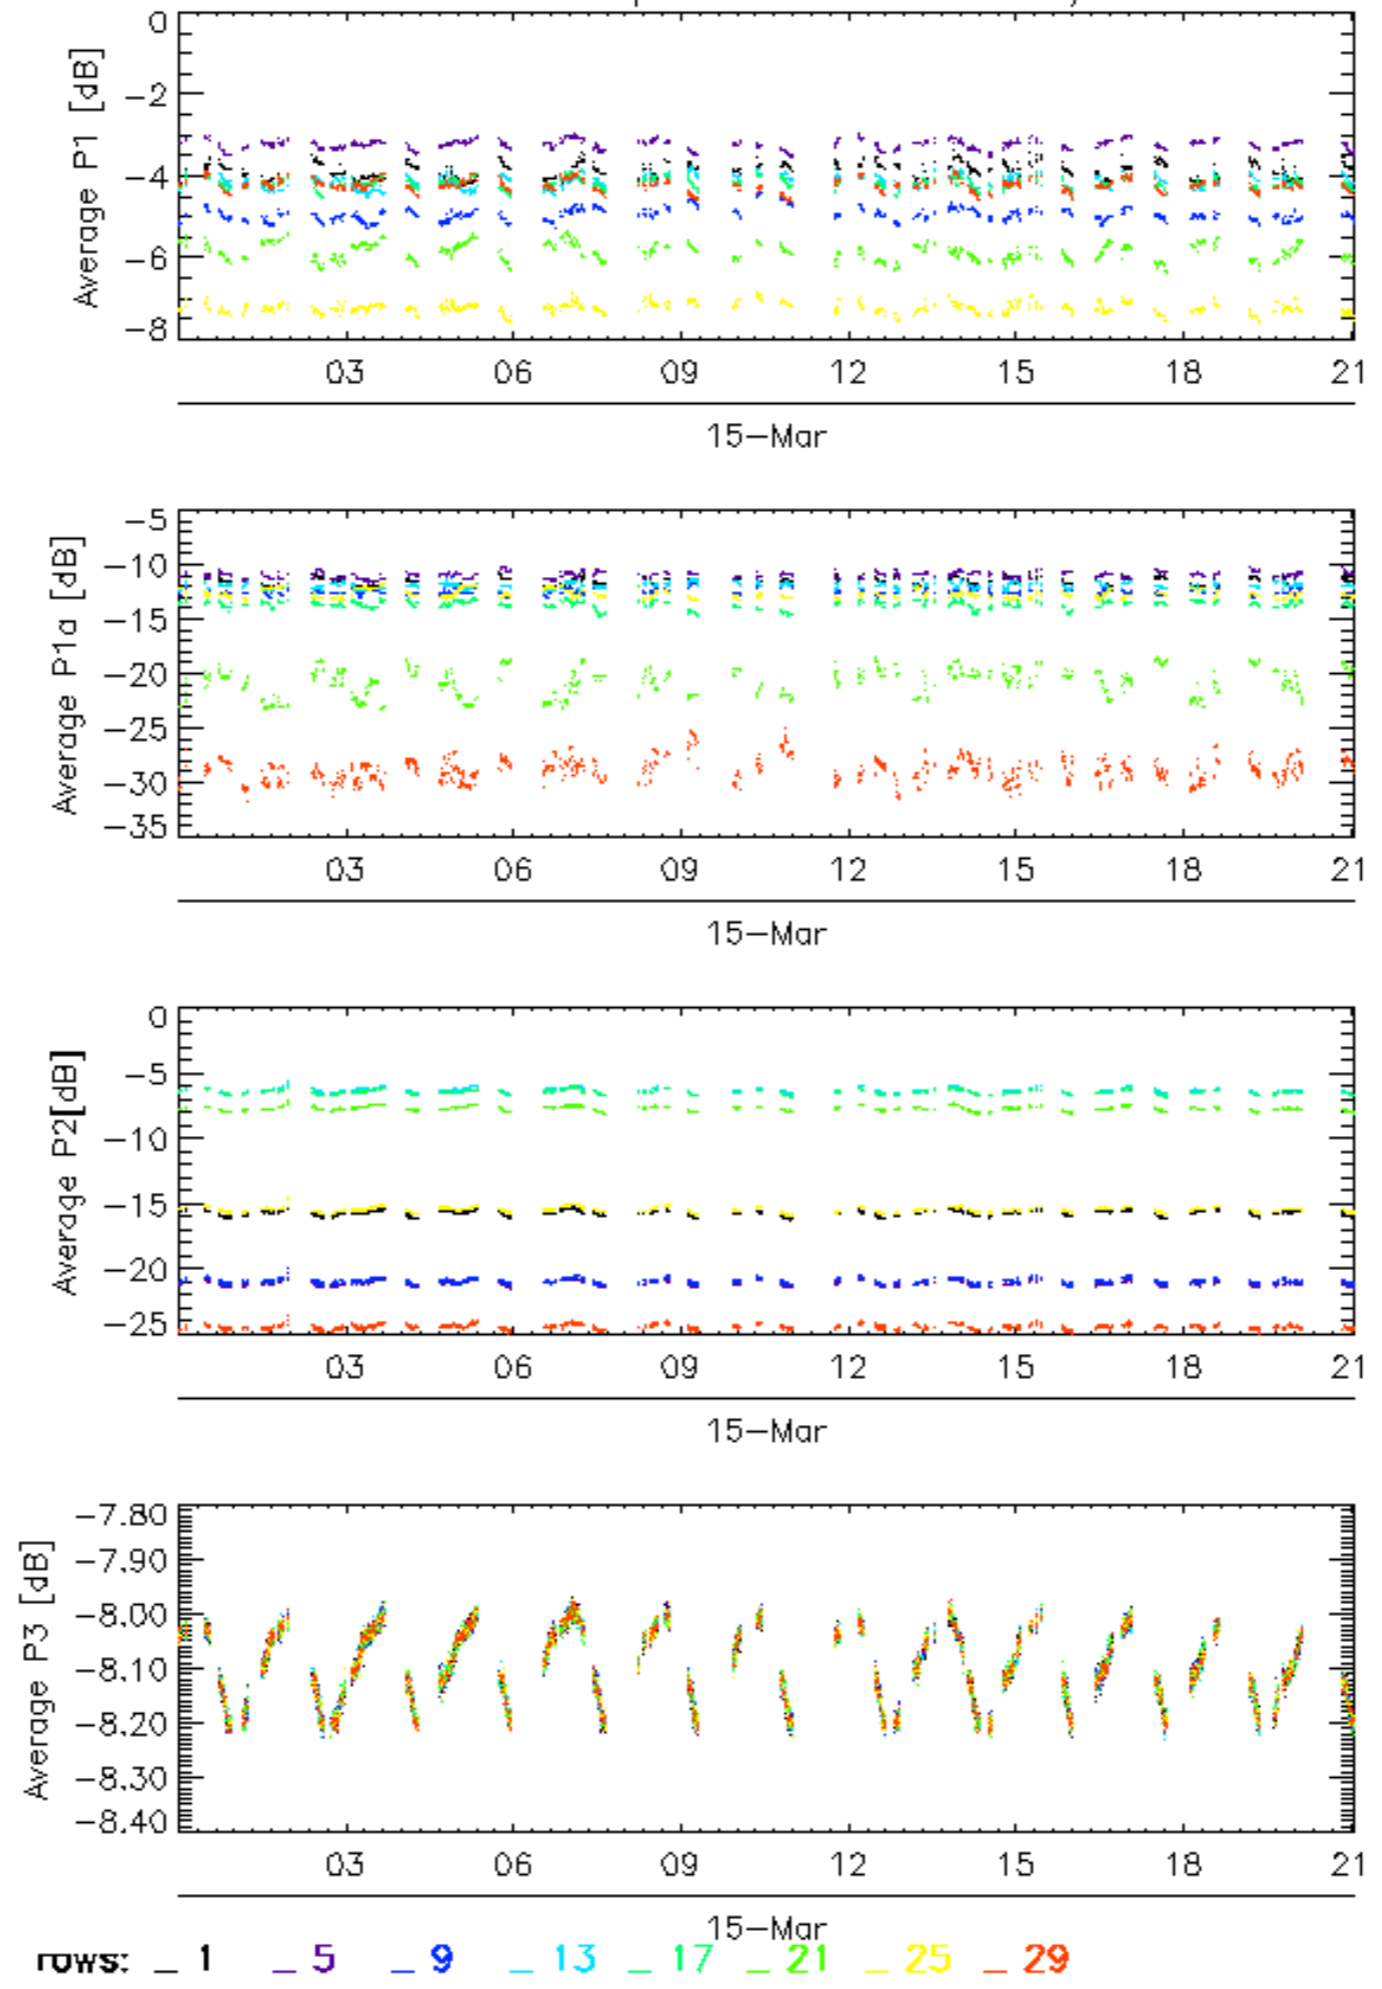 0
-2
-4
-6
-8
Average P1 [dB]
03 06 09 12 15 18 21
15-Mar
-5
-10
-15
-20
-25
-30
-35
Average P1a [dB]
03 06 09 12 15 18 21
15-Mar
0
-5
-10
-15
-20
-25
Average P2[dB]
03 06 09 12 15 18 21
15-Mar
-7.80
-7.90
-8.00
-8.10
-8.20
-8.30
-8.40
Average P3 [dB]
03 06 09 12 15 18 21
15-Mar
rows: _ 1 _ 5 _ 9 _ 13 _ 17 _ 21 _ 25 _ 29